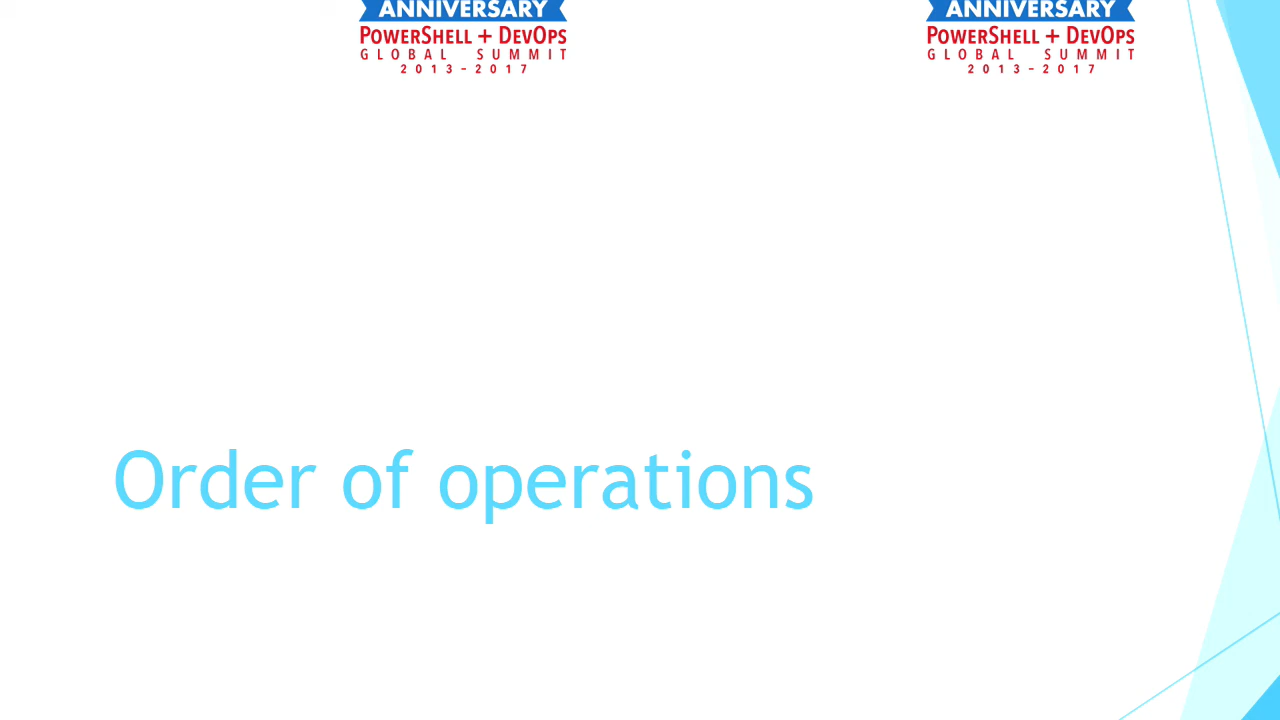 ANNIVERSARY
POWERSHELL + DEVOPS
GLOBAL SUMMIT
2013-2017
ANNIVERSARY
POWERSHELL + DEVOPS
GLOBAL SUMMIT
2013-2017
Order of operations